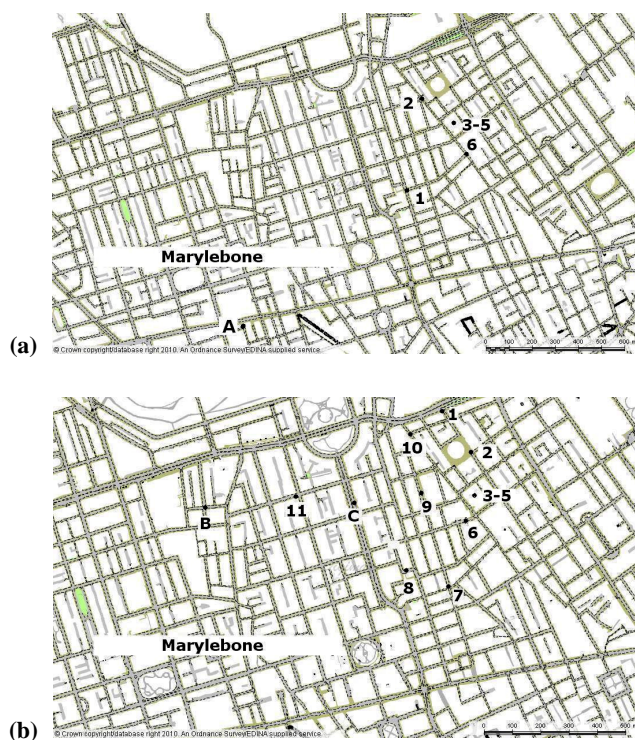 2
3-5
6
1
Marylebone
A
(a)
© Crown copyright/database right 2010. An Ordnance Survey/EDINA supplied service.
0 100 200 300 400 500 600 m
1
10
2
3-5
11
C
9
B
6
8
7
Marylebone
(b)
© Crown copyright/database right 2010. An Ordnance Survey/EDINA supplied service.
0 100 200 300 400 500 600 m